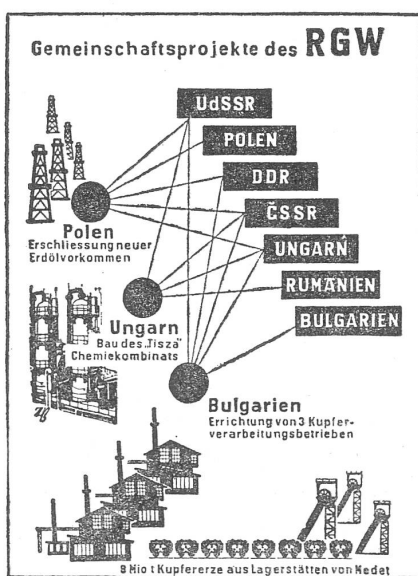 Gemeinschaftsprojekte des RGW
UdSSR
POLEN
DDR
ČSSR
UNGARN
RUMÄNIEN
BULGARIEN
Polen
Erschliessung neuer
Erdölvorkommen
Ungarn
Bau des „Tisza"
Chemiekombinats
Bulgarien
Errichtung von 3 Kupfer-
verarbeitungsbetrieben
8 Mio t Kupfererze aus Lagerstätten von Medet